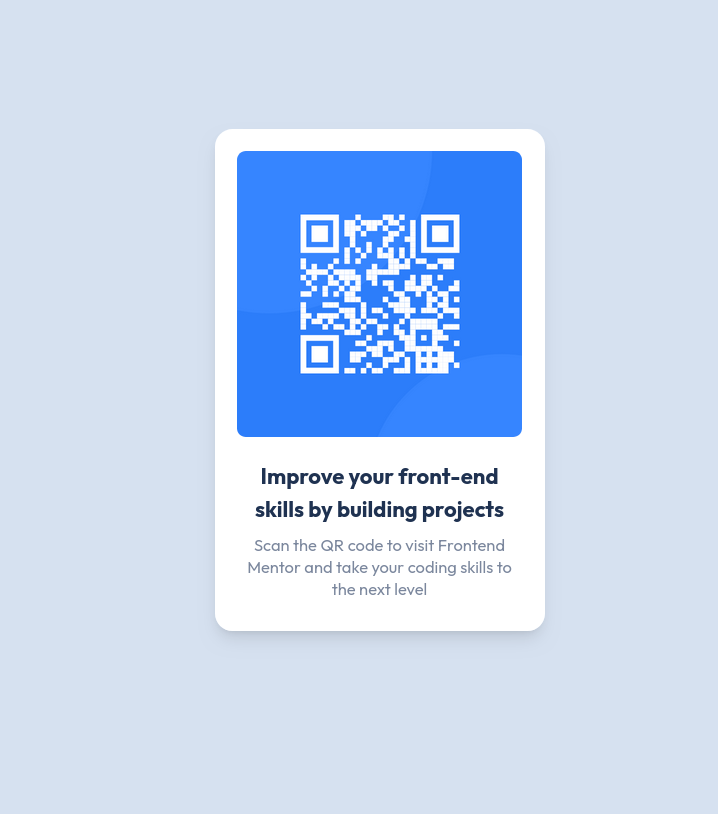 Improve your front-end
skills by building projects
Scan the QR code to visit Frontend
Mentor and take your coding skills to
the next level